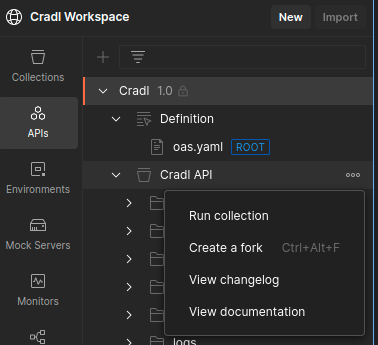 Cradl Workspace
New
Import
Collections
APIs
Environments
Mock Servers
Monitors
Cradl 1.0
Definition
oas.yaml ROOT
Cradl API
Run collection
Create a fork Ctrl+Alt+F
View changelog
View documentation
logs